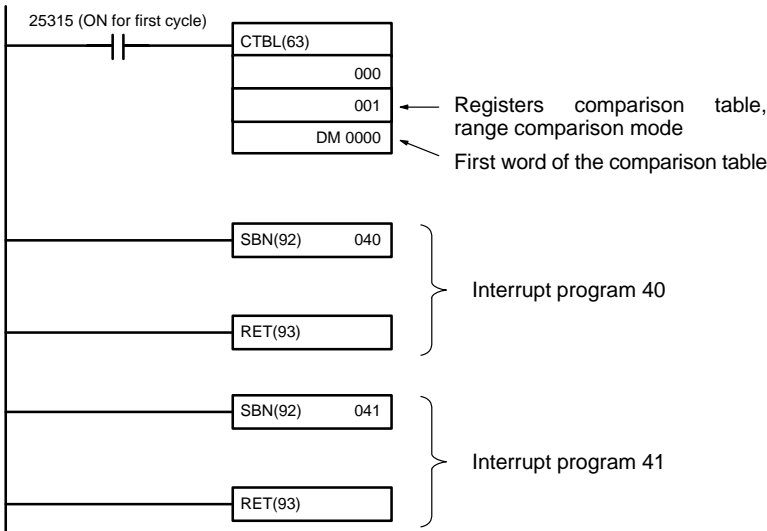 25315 (ON for first cycle)
CTBL(63)
000
001
DM 0000
Registers comparison table,
range comparison mode
First word of the comparison table
SBN(92) 040
Interrupt program 40
RET(93)
SBN(92) 041
Interrupt program 41
RET(93)